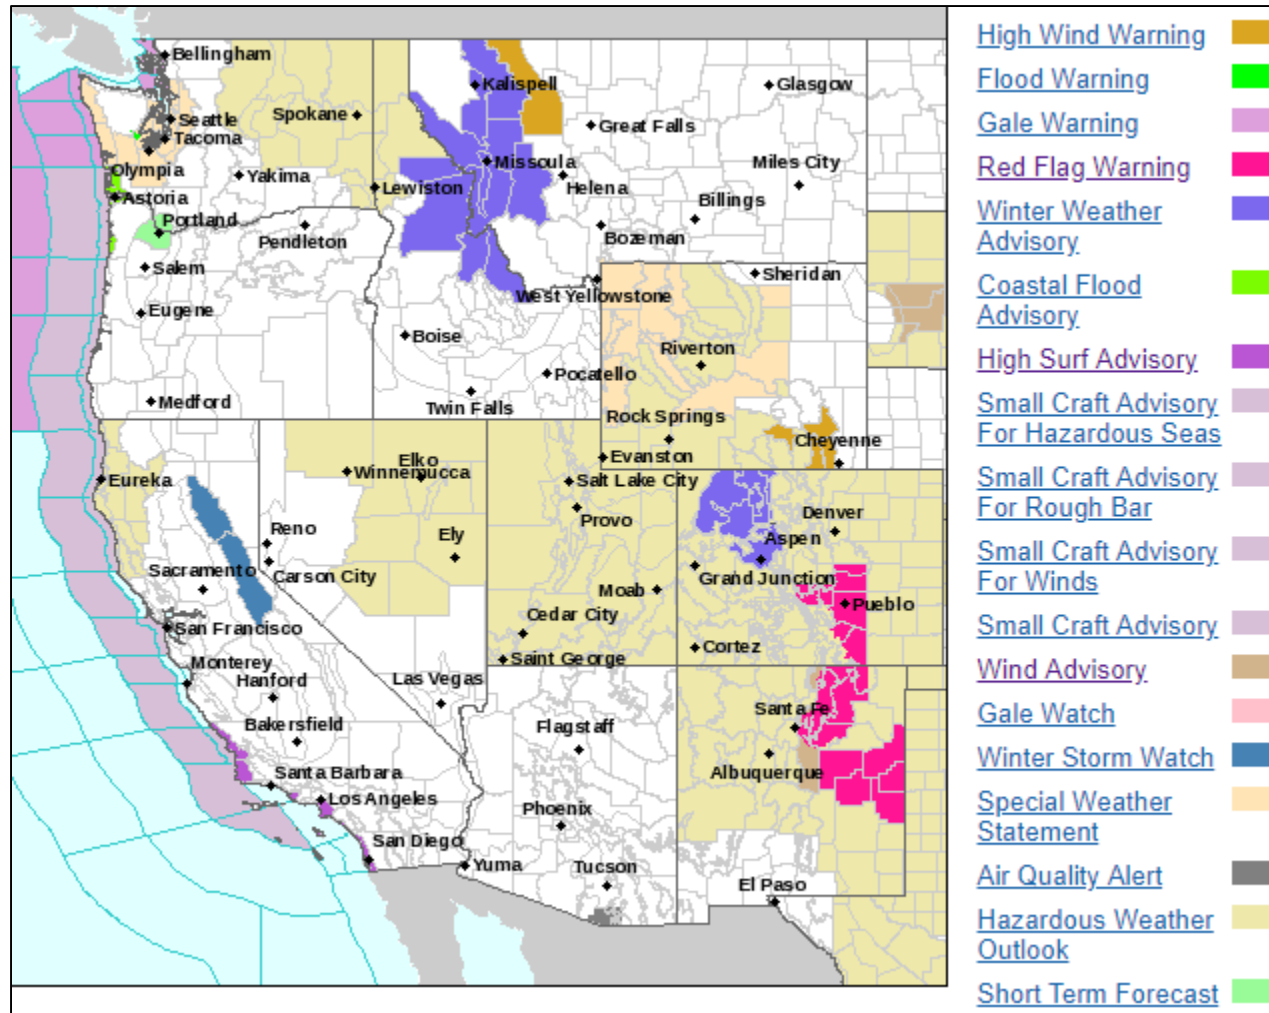 Bellingham
Kalispell
Glasgow
Spokane
Seattle
Great Falls
Tacoma
Missoula
Miles City
Olympia
Yakima
Lewiston
Helena
Astoria
Billings
Portland
Pendleton
Bozeman
Salem
Sheridan
West Yellowstone
Eugene
Boise
Riverton
Pocatello
Medford
Twin Falls
Rock Springs
Cheyenne
Elko
Evanston
Winnemucca
Eureka
Salt Lake City
Provo
Denver
Reno
Ely
Aspen
Sacramento
Carson City
Grand Junction
Moab
Pueblo
Cedar City
San Francisco
Cortez
Saint George
Monterey
Hanford
Las Vegas
Santa Fe
Bakersfield
Flagstaff
Santa Barbara
Albuquerque
Los Angeles
Phoenix
San Diego
Yuma
Tucson
El Paso
High Wind Warning
Flood Warning
Gale Warning
Red Flag Warning
Winter Weather
Advisory
Coastal Flood
Advisory
High Surf Advisory
Small Craft Advisory
For Hazardous Seas
Small Craft Advisory
For Rough Bar
Small Craft Advisory
For Winds
Small Craft Advisory
Wind Advisory
Gale Watch
Winter Storm Watch
Special Weather
Statement
Air Quality Alert
Hazardous Weather
Outlook
Short Term Forecast